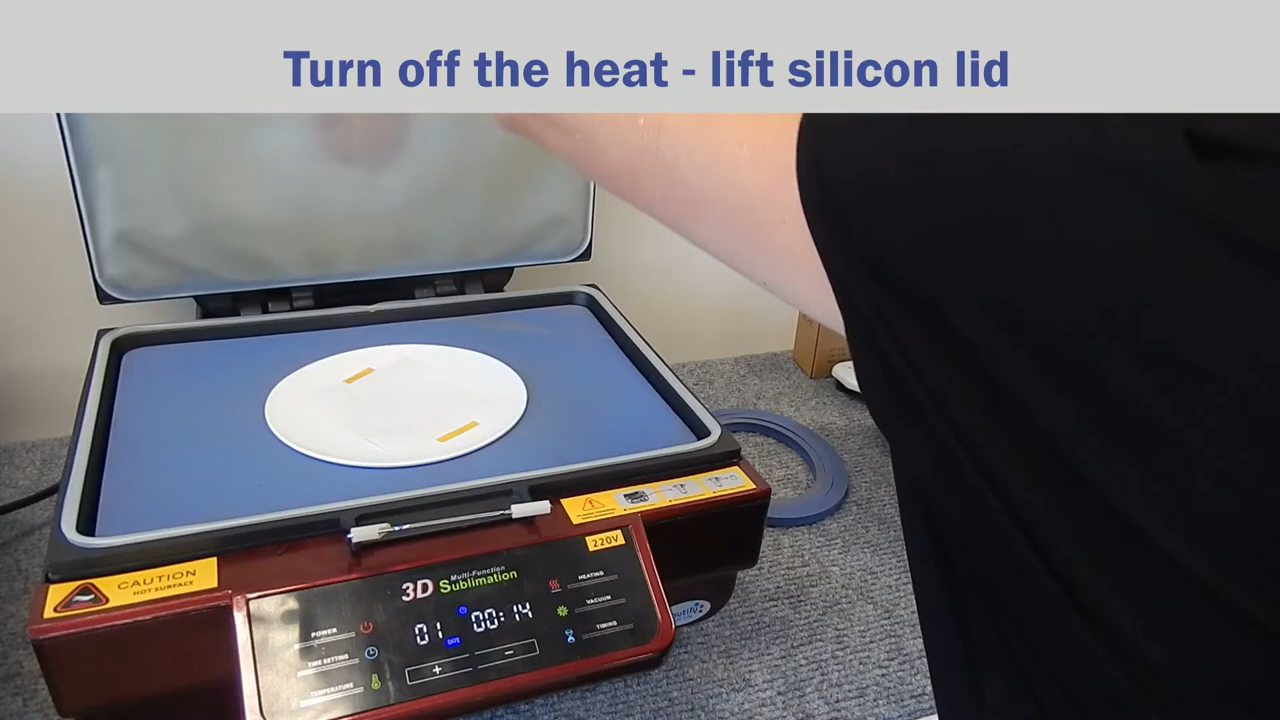 Turn off the heat - lift silicon lid
CAUTION
HOT SURFACE
220V
3D Multi-Function Sublimation
HEATING
VACUUM
TIMING
POWER
TIME SETTING
TEMPERATURE
01 00:14
+ -